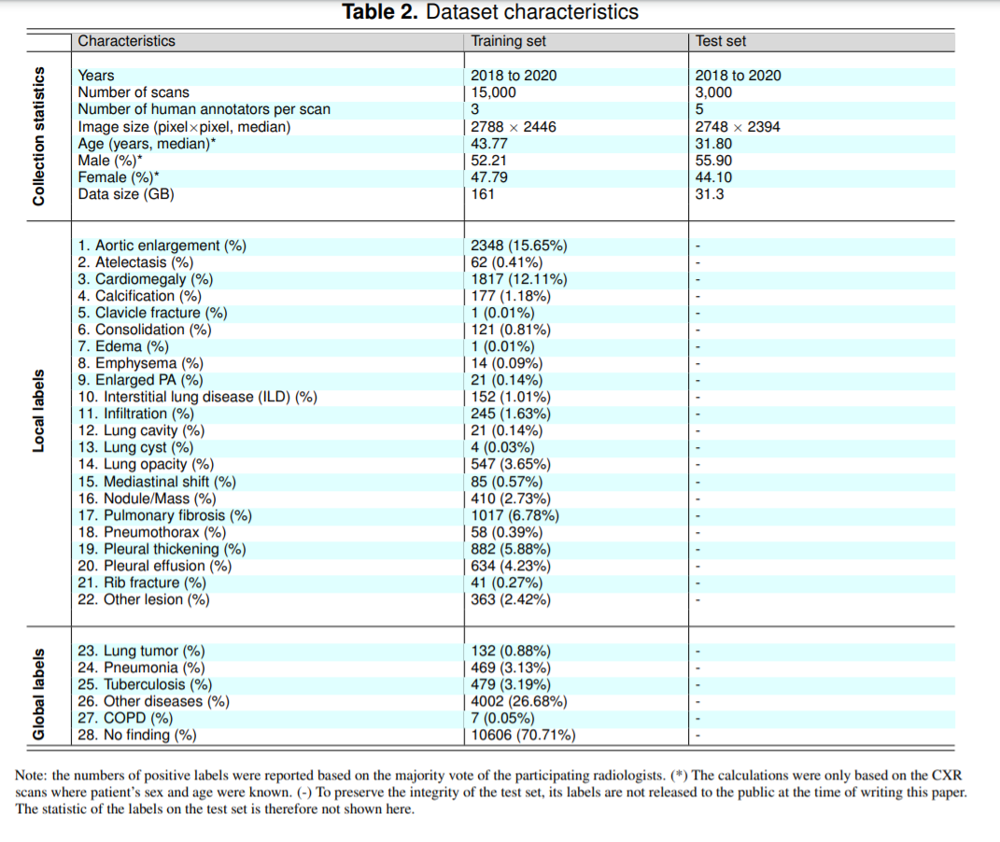 Table 2. Dataset characteristics
Characteristics Training set Test set
Collection statistics
Years 2018 to 2020 2018 to 2020
Number of scans 15,000 3,000
Number of human annotators per scan 3 5
Image size (pixel×pixel, median) 2788 × 2446 2748 × 2394
Age (years, median)* 43.77 31.80
Male (%)* 52.21 55.90
Female (%)* 47.79 44.10
Data size (GB) 161 31.3
Local labels
1. Aortic enlargement (%) 2348 (15.65%) -
2. Atelectasis (%) 62 (0.41%) -
3. Cardiomegaly (%) 1817 (12.11%) -
4. Calcification (%) 177 (1.18%) -
5. Clavicle fracture (%) 1 (0.01%) -
6. Consolidation (%) 121 (0.81%) -
7. Edema (%) 1 (0.01%) -
8. Emphysema (%) 14 (0.09%) -
9. Enlarged PA (%) 21 (0.14%) -
10. Interstitial lung disease (ILD) (%) 152 (1.01%) -
11. Infiltration (%) 245 (1.63%) -
12. Lung cavity (%) 21 (0.14%) -
13. Lung cyst (%) 4 (0.03%) -
14. Lung opacity (%) 547 (3.65%) -
15. Mediastinal shift (%) 85 (0.57%) -
16. Nodule/Mass (%) 410 (2.73%) -
17. Pulmonary fibrosis (%) 1017 (6.78%) -
18. Pneumothorax (%) 58 (0.39%) -
19. Pleural thickening (%) 882 (5.88%) -
20. Pleural effusion (%) 634 (4.23%) -
21. Rib fracture (%) 41 (0.27%) -
22. Other lesion (%) 363 (2.42%) -
Global labels
23. Lung tumor (%) 132 (0.88%) -
24. Pneumonia (%) 469 (3.13%) -
25. Tuberculosis (%) 479 (3.19%) -
26. Other diseases (%) 4002 (26.68%) -
27. COPD (%) 7 (0.05%) -
28. No finding (%) 10606 (70.71%) -
Note: the numbers of positive labels were reported based on the majority vote of the participating radiologists. (*) The calculations were only based on the CXR
scans where patient's sex and age were known. (-) To preserve the integrity of the test set, its labels are not released to the public at the time of writing this paper.
The statistic of the labels on the test set is therefore not shown here.